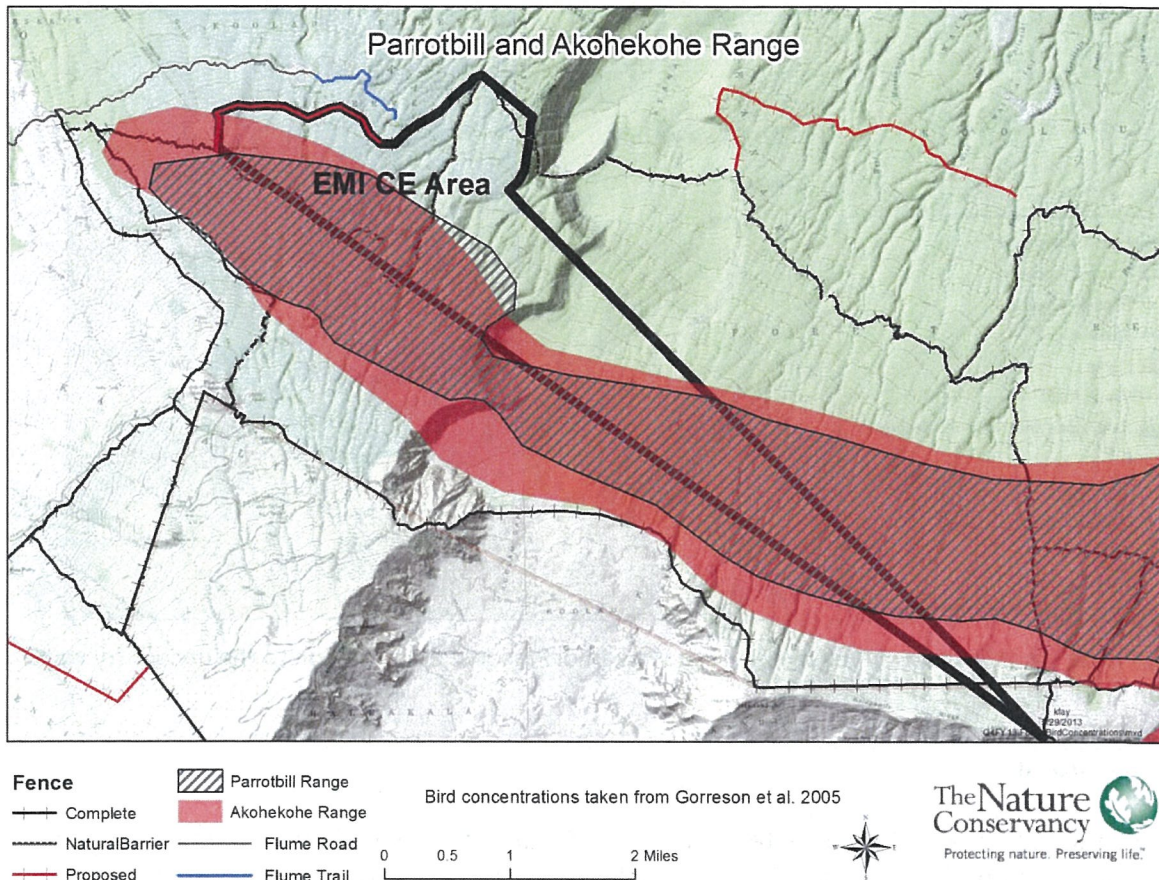 Parrotbill and Akohekohe Range
EMI CE Area
kfay
Fence
Complete
NaturalBarrier
Proposed
Parrotbill Range
Akohekohe Range
Flume Road
Flume Trail
Bird concentrations taken from Gorreson et al. 2005
0 0.5 1 2 Miles
The Nature
Conservancy
Protecting nature. Preserving life.™